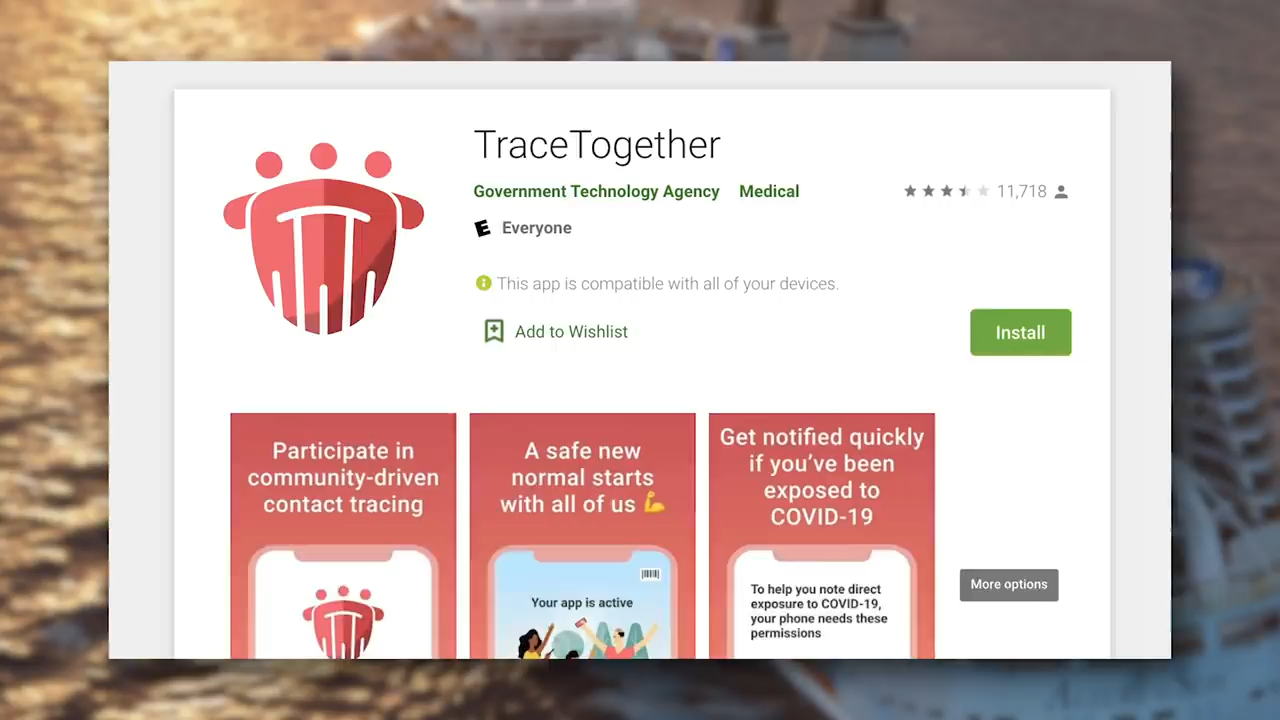 TraceTogether
Government Technology Agency Medical
11,718
E Everyone
This app is compatible with all of your devices.
Add to Wishlist
Install
Participate in
community-driven
contact tracing
A safe new
normal starts
with all of us 💪
Your app is active
Get notified quickly
if you’ve been
exposed to
COVID-19
To help you note direct
exposure to COVID-19,
your phone needs these
permissions
More options